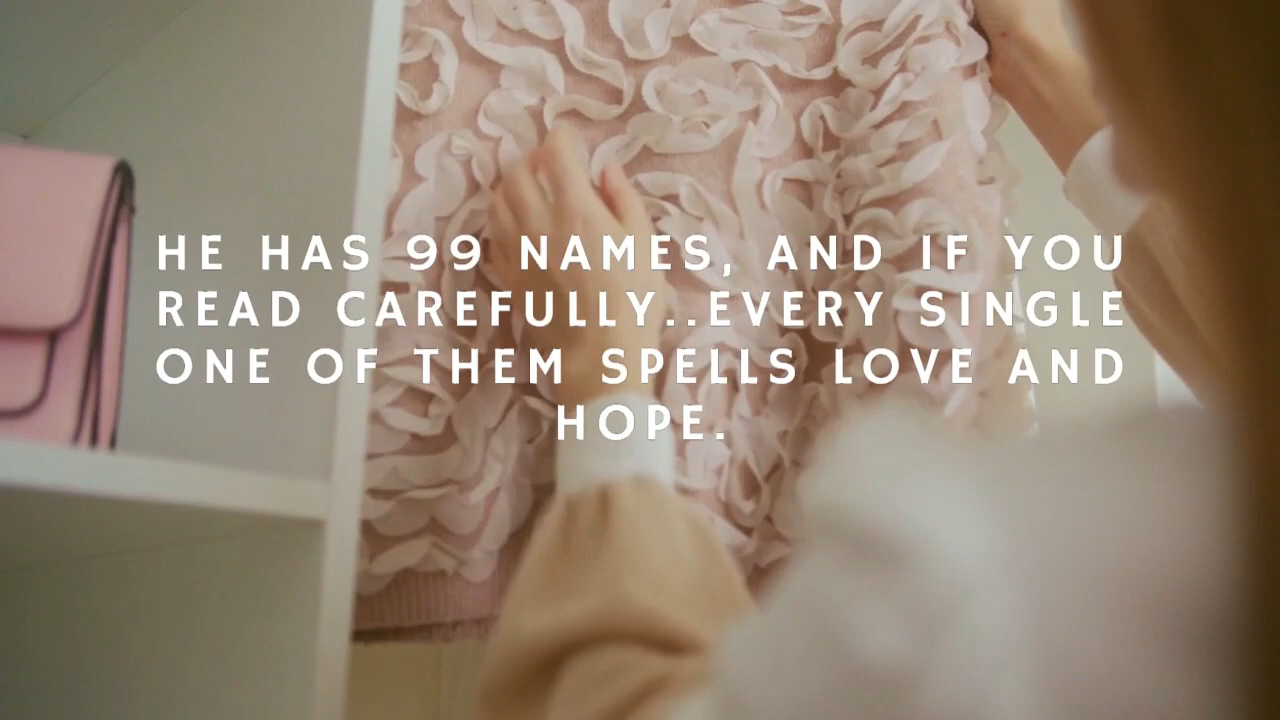 HE HAS 99 NAMES, AND IF YOU
READ CAREFULLY..EVERY SINGLE
ONE OF THEM SPELLS LOVE AND
HOPE.